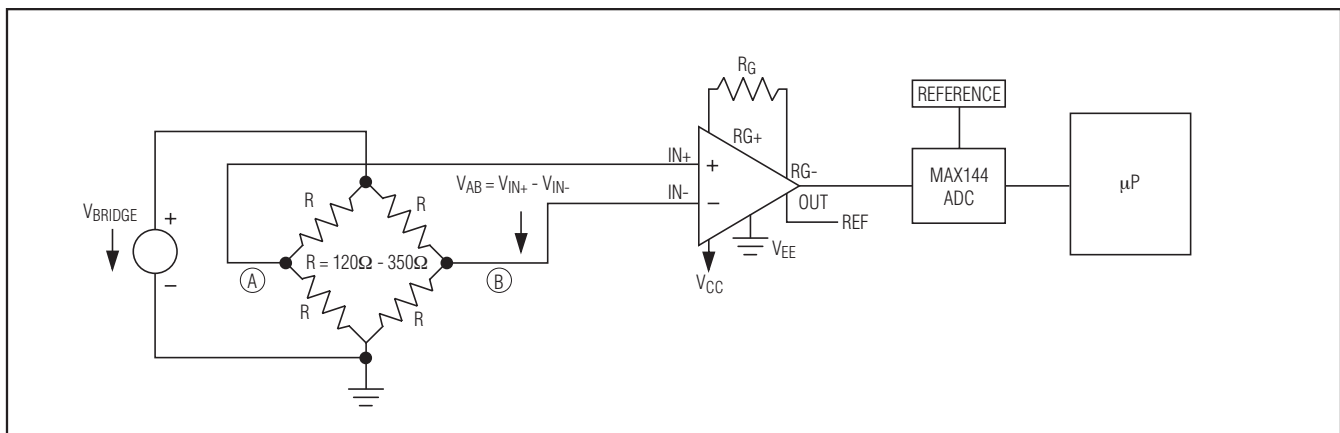 RG
REFERENCE
RG+
IN+
+
RG-
MAX144
ADC
µP
VAB = VIN+ - VIN-
R
R
IN-
−
OUT
VBRIDGE
+
REF
R = 120Ω - 350Ω
VEE
A
B
−
VCC
R
R